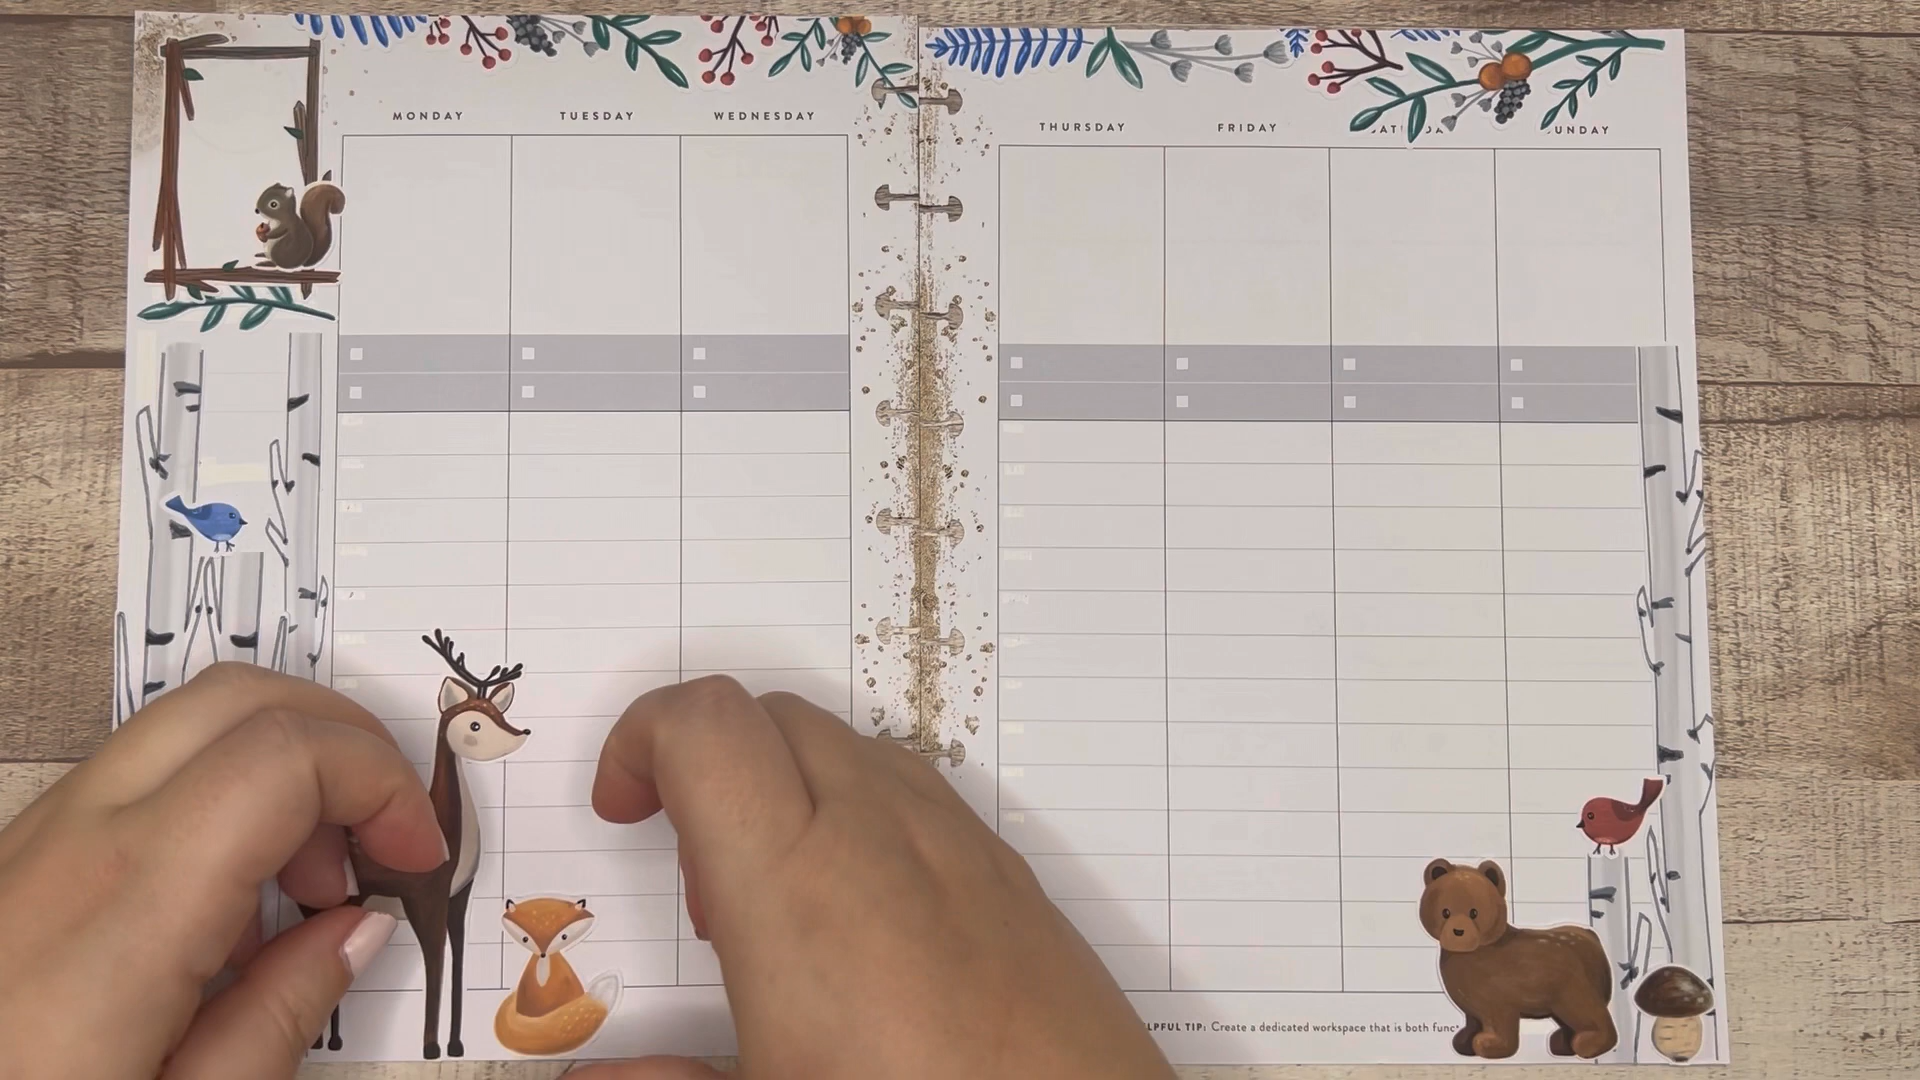 MONDAY TUESDAY WEDNESDAY
THURSDAY FRIDAY
LPFUL TIP: Create a dedicated workspace that is both func